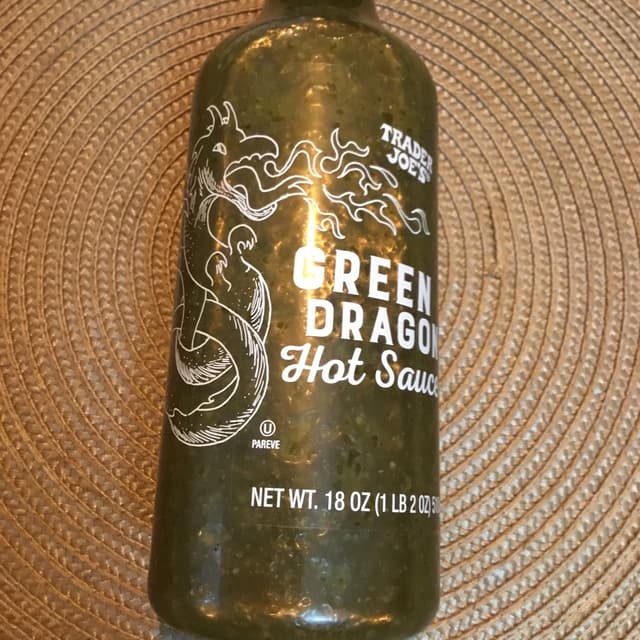 TRADER
JOE'S
GREEN
DRAGON
Hot Sauce
U
PAREVE
NET WT. 18 OZ (1 LB 2 OZ)